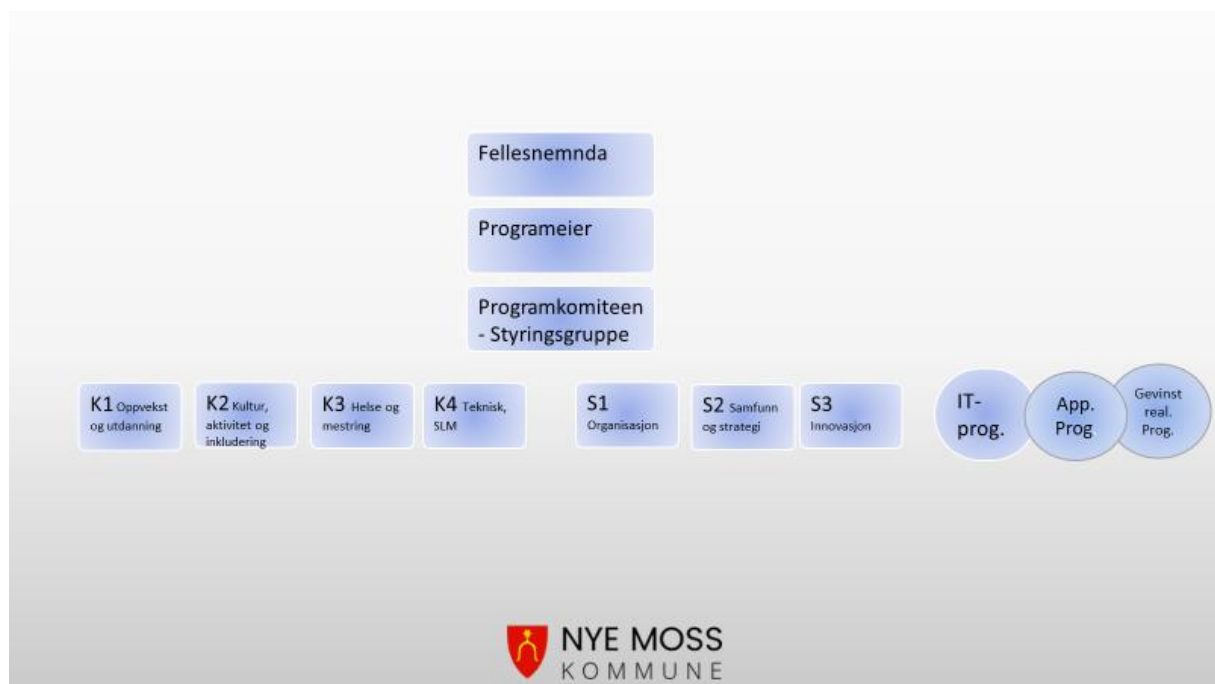 Fellesnemnda
Programeier
Programkomiteen
- Styringsgruppe
K1 Oppvekst
og utdanning
K2 Kultur,
aktivitet og
inkludering
K3 Helse og
mestring
K4 Teknisk,
SLM
S1
Organisasjon
S2 Samfunn
og strategi
S3
Innovasjon
IT-
prog.
App.
Prog
Gevinst
real.
Prog.
NYE MOSS
KOMMUNE